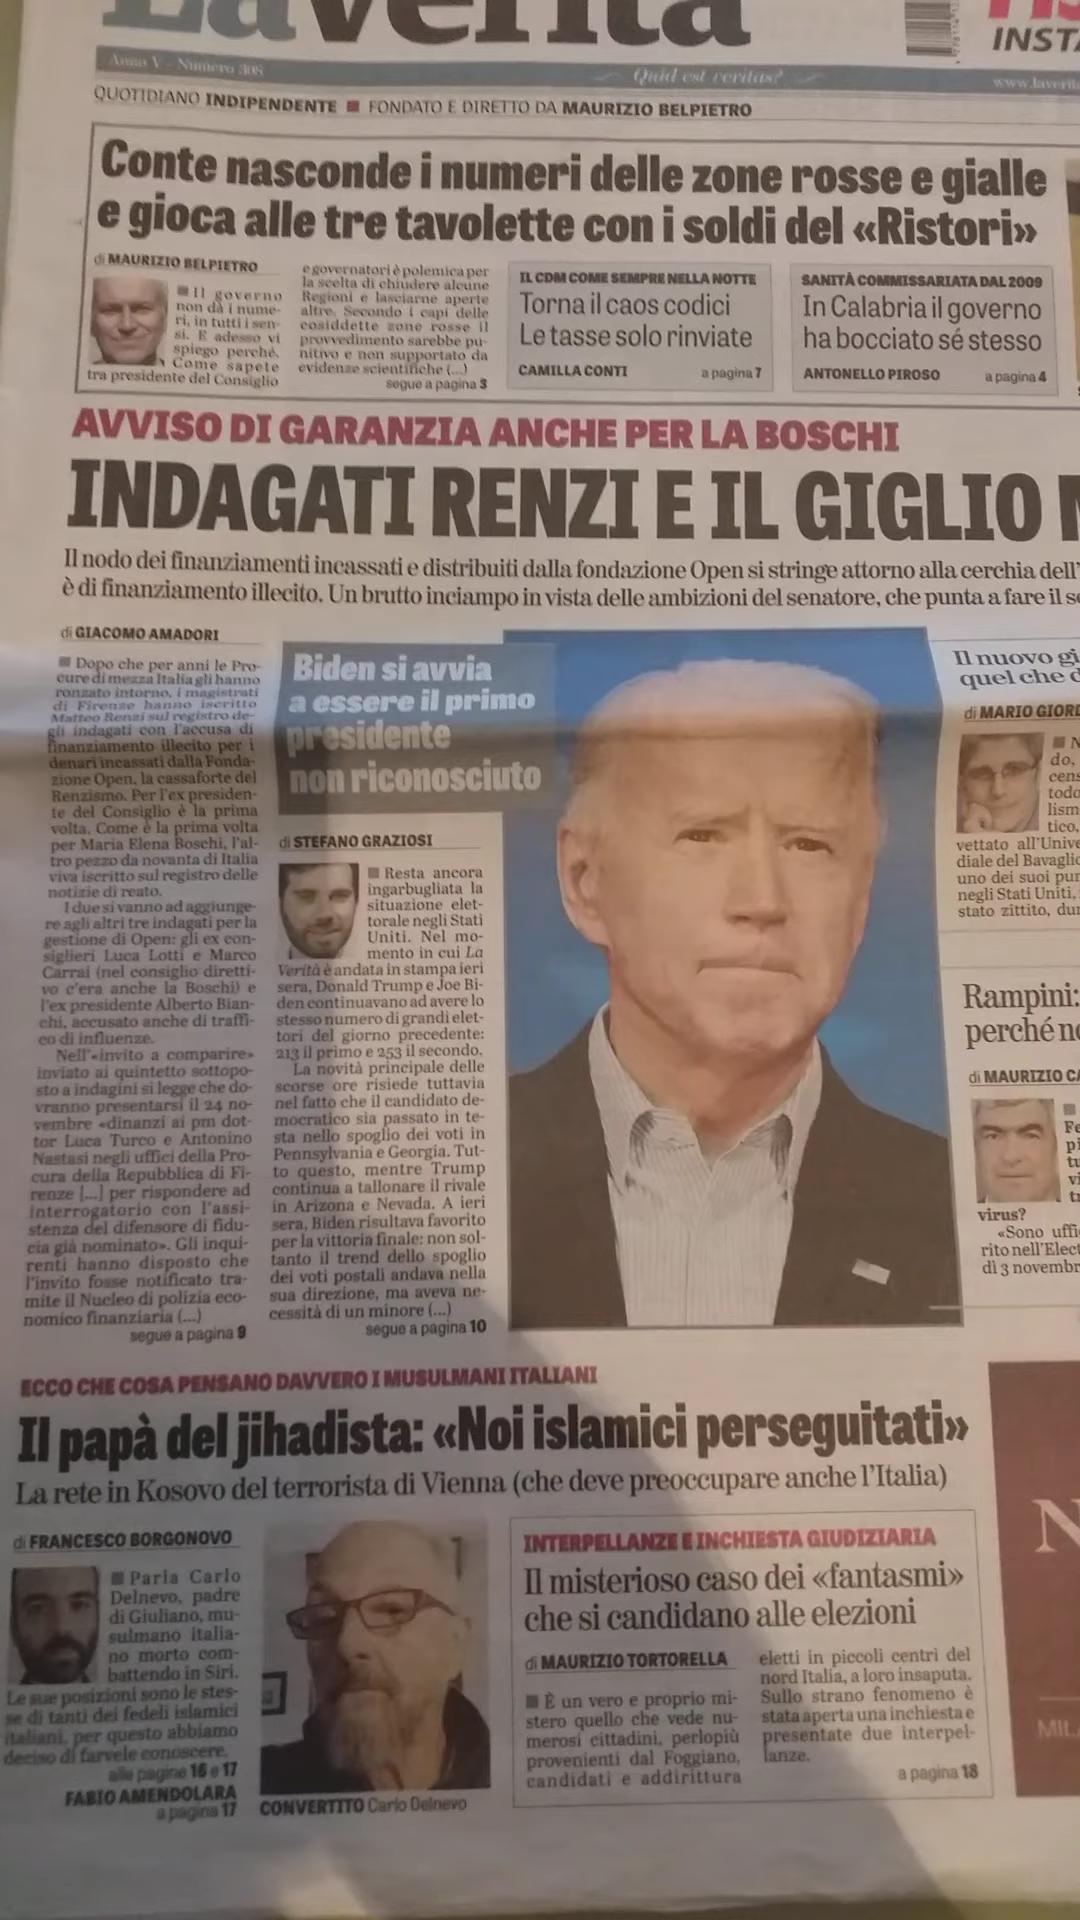 La Verità
INSTA
Anno V - Numero 308
Quid est veritas?
www.laverita
QUOTIDIANO INDIPENDENTE ■ FONDATO E DIRETTO DA MAURIZIO BELPIETRO
Conte nasconde i numeri delle zone rosse e gialle
e gioca alle tre tavolette con i soldi del «Ristori»
di MAURIZIO BELPIETRO
■ Il governo
non dà i nume-
ri, in tutti i sen-
si. E adesso vi
spiego perché.
Come sapete
tra presidente del Consiglio
e governatori è polemica per
la scelta di chiudere alcune
Regioni e lasciarne aperte
altre. Secondo i capi delle
cosiddette zone rosse il
provvedimento sarebbe pu-
nitivo e non supportato da
evidenze scientifiche (...)
segue a pagina 3
IL CDM COME SEMPRE NELLA NOTTE
Torna il caos codici
Le tasse solo rinviate
CAMILLA CONTI a pagina 7
SANITÀ COMMISSARIATA DAL 2009
In Calabria il governo
ha bocciato sé stesso
ANTONELLO PIROSO a pagina 4
AVVISO DI GARANZIA ANCHE PER LA BOSCHI
INDAGATI RENZI E IL GIGLIO
Il nodo dei finanziamenti incassati e distribuiti dalla fondazione Open si stringe attorno alla cerchia dell'
è di finanziamento illecito. Un brutto inciampo in vista delle ambizioni del senatore, che punta a fare il
di GIACOMO AMADORI
■ Dopo che per anni le Pro-
cure di mezza Italia gli hanno
ronzato intorno, i magistrati
di Firenze hanno iscritto
Matteo Renzi sul registro de-
gli indagati con l'accusa di
finanziamento illecito per i
denari incassati dalla Fonda-
zione Open, la cassaforte del
Renzismo. Per l'ex presiden-
te del Consiglio è la prima
volta. Come è la prima volta
per Maria Elena Boschi, l'al-
tro pezzo da novanta di Italia
viva iscritto sul registro delle
notizie di reato.
I due si vanno ad aggiunge-
re agli altri tre indagati per la
gestione di Open: gli ex con-
siglieri Luca Lotti e Marco
Carrai (nel consiglio diretti-
vo c'era anche la Boschi) e
l'ex presidente Alberto Bian-
chi, accusato anche di traffi-
co di influenze.
Nell'«invito a comparire»
inviato ai quintetto sottopo-
sto a indagini si legge che do-
vranno presentarsi il 24 no-
vembre «dinanzi ai pm dot-
tor Luca Turco e Antonino
Nastasi negli uffici della Pro-
cura della Repubblica di Fi-
renze [...] per rispondere ad
interrogatorio con l'assi-
stenza del difensore di fidu-
cia già nominato». Gli inqui-
renti hanno disposto che
l'invito fosse notificato tra-
mite il Nucleo di polizia eco-
nomico finanziaria (...)
segue a pagina 9
Biden si avvia
a essere il primo
presidente
non riconosciuto
di STEFANO GRAZIOSI
■ Resta ancora
ingarbugliata la
situazione elet-
torale negli Stati
Uniti. Nel mo-
mento in cui La
Verità è andata in stampa ieri
sera, Donald Trump e Joe Bi-
den continuavano ad avere lo
stesso numero di grandi elet-
tori del giorno precedente:
213 il primo e 253 il secondo.
La novità principale delle
scorse ore risiede tuttavia
nel fatto che il candidato de-
mocratico sia passato in te-
sta nello spoglio dei voti in
Pennsylvania e Georgia. Tut-
to questo, mentre Trump
continua a tallonare il rivale
in Arizona e Nevada. A ieri
sera, Biden risultava favorito
per la vittoria finale: non sol-
tanto il trend dello spoglio
dei voti postali andava nella
sua direzione, ma aveva ne-
cessità di un minore (...)
segue a pagina 10
Il nuovo gi
quel che
di MARIO GIORD
■ N
do,
cens
todo
lism
tico,
vettato all'Unive
diale del Bavaglio
uno dei suoi pun
negli Stati Uniti,
stato zittito, du
Rampini:
perché no
di MAURIZIO CA
■
Fe
pi
tu
vi
virus?
«Sono uffi
rito nell'Elect
dì 3 novembr
ECCO CHE COSA PENSANO DAVVERO I MUSULMANI ITALIANI
Il papà del jihadista: «Noi islamici perseguitati»
La rete in Kosovo del terrorista di Vienna (che deve preoccupare anche l'Italia)
di FRANCESCO BORGONOVO
■ Parla Carlo
Delnevo, padre
di Giuliano, mu-
sulmano italia-
no morto com-
battendo in Siri.
Le sue posizioni sono le stes-
se di tanti dei fedeli islamici
italiani, per questo abbiamo
deciso di farvele conoscere.
alle pagine 16 e 17
FABIO AMENDOLARA
a pagina 17
CONVERTITO Carlo Delnevo
INTERPELLANZE E INCHIESTA GIUDIZIARIA
Il misterioso caso dei «fantasmi»
che si candidano alle elezioni
di MAURIZIO TORTORELLA
■ È un vero e proprio mi-
stero quello che vede nu-
merosi cittadini, perlopiù
provenienti dal Foggiano,
candidati e addirittura
eletti in piccoli centri del
nord Italia, a loro insaputa.
Sullo strano fenomeno è
stata aperta una inchiesta e
presentate due interpel-
lanze.
a pagina 18
N
MILA